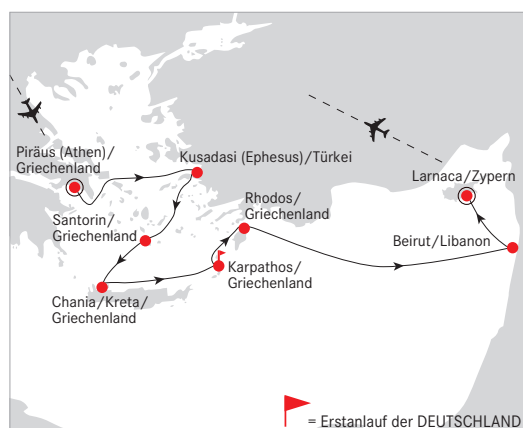 Piräus (Athen)/
Griechenland
Kusadasi (Ephesus)/Türkei
Larnaca/Zypern
Rhodos/
Griechenland
Santorin/
Griechenland
Beirut/Libanon
Karpathos/
Griechenland
Chania/Kreta/
Griechenland
= Erstanlauf der DEUTSCHLAND